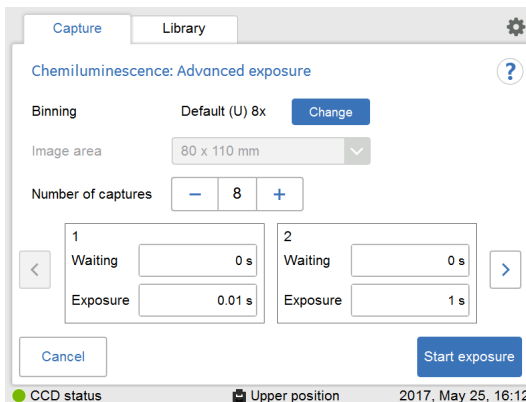 Capture Library
Chemiluminescence: Advanced exposure ?
Binning Default (U) 8x Change
Image area 80 x 110 mm
Number of captures − 8 +
1 2
Waiting 0 s Waiting 0 s
< >
Exposure 0.01 s Exposure 1 s
Cancel Start exposure
CCD status Upper position 2017, May 25, 16:12